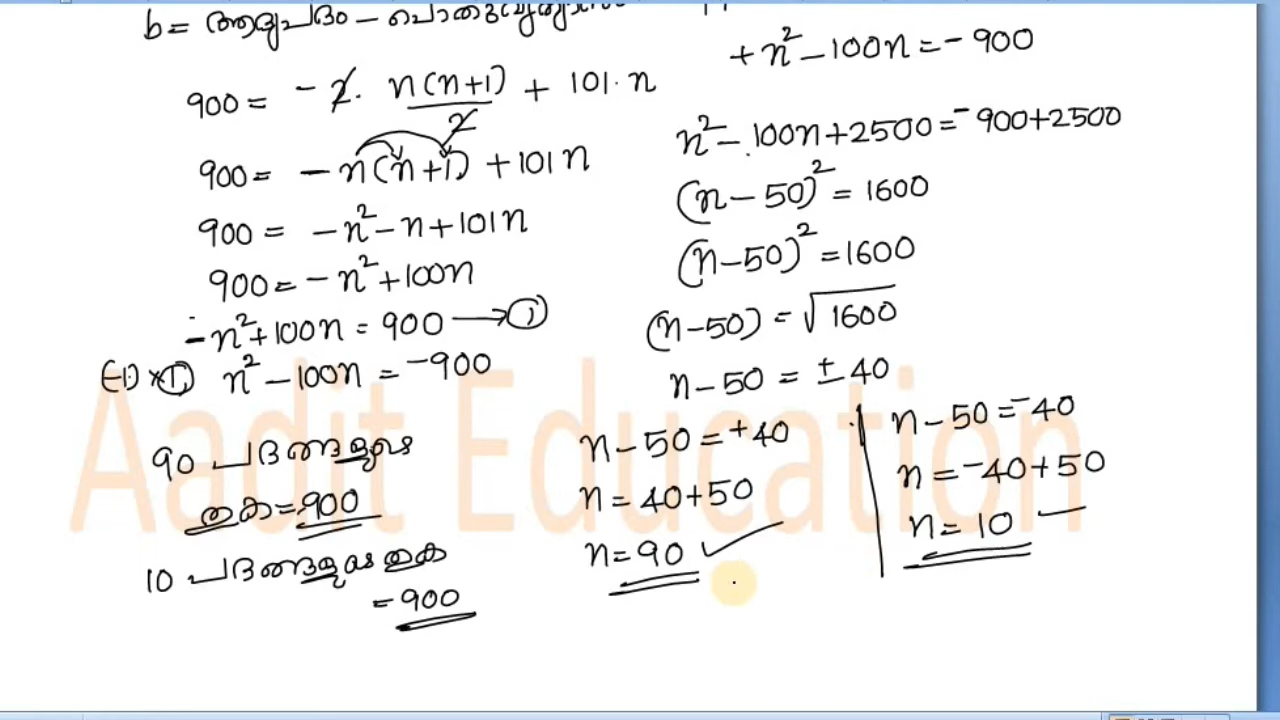 b = ആദ്യപദം – പൊതുവ്യത്യാസം
900 = - 2 · n(n+1)/2 + 101·n
900 = - n(n+1) + 101n
900 = -n² - n + 101n
900 = -n² + 100n
-n² + 100n = 900 → ①
(-1) × ① n² - 100n = -900
90 പദങ്ങളുടെ
തുക = 900
10 പദങ്ങളുടെ തുക
= 900
+n² - 100n = -900
n² - 100n + 2500 = -900 + 2500
(n - 50)² = 1600
(n - 50)² = 1600
(n - 50) = √1600
n - 50 = ± 40
n - 50 = +40
n = 40 + 50
n = 90 ✓
n - 50 = -40
n = -40 + 50
n = 10
Aadit Education